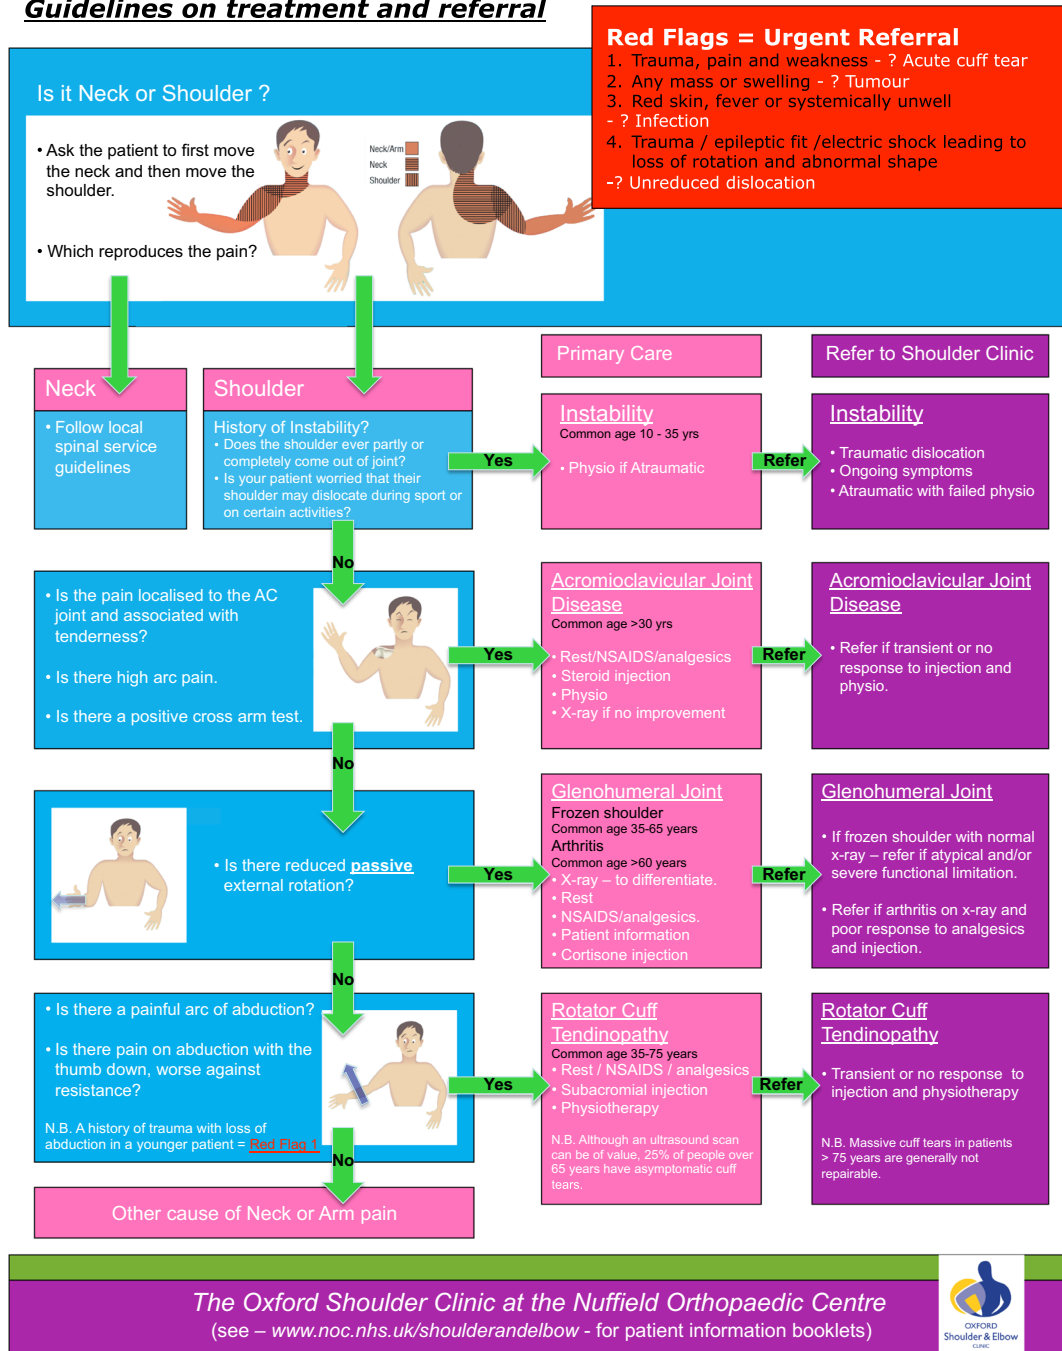 Guidelines on treatment and referral
Red Flags = Urgent Referral
1. Trauma, pain and weakness - ? Acute cuff tear
2. Any mass or swelling - ? Tumour
3. Red skin, fever or systemically unwell
- ? Infection
4. Trauma / epileptic fit /electric shock leading to
loss of rotation and abnormal shape
-? Unreduced dislocation
Is it Neck or Shoulder ?
• Ask the patient to first move
the neck and then move the
shoulder.
• Which reproduces the pain?
Neck/Arm
Neck
Shoulder
Primary Care
Refer to Shoulder Clinic
Neck
• Follow local
spinal service
guidelines
Shoulder
History of Instability?
• Does the shoulder ever partly or
completely come out of joint?
• Is your patient worried that their
shoulder may dislocate during sport or
on certain activities?
Yes
Instability
Common age 10 - 35 yrs
• Physio if Atraumatic
Refer
Instability
• Traumatic dislocation
• Ongoing symptoms
• Atraumatic with failed physio
No
• Is the pain localised to the AC
joint and associated with
tenderness?
• Is there high arc pain.
• Is there a positive cross arm test.
Yes
Acromioclavicular Joint
Disease
Common age >30 yrs
• Rest/NSAIDS/analgesics
• Steroid injection
• Physio
• X-ray if no improvement
Refer
Acromioclavicular Joint
Disease
• Refer if transient or no
response to injection and
physio.
No
• Is there reduced passive
external rotation?
Yes
Glenohumeral Joint
Frozen shoulder
Common age 35-65 years
Arthritis
Common age >60 years
• X-ray – to differentiate.
• Rest
• NSAIDS/analgesics.
• Patient information
• Cortisone injection
Refer
Glenohumeral Joint
• If frozen shoulder with normal
x-ray – refer if atypical and/or
severe functional limitation.
• Refer if arthritis on x-ray and
poor response to analgesics
and injection.
No
• Is there a painful arc of abduction?
• Is there pain on abduction with the
thumb down, worse against
resistance?
N.B. A history of trauma with loss of
abduction in a younger patient = Red Flag 1
Yes
Rotator Cuff
Tendinopathy
Common age 35-75 years
• Rest / NSAIDS / analgesics
• Subacromial injection
• Physiotherapy
N.B. Although an ultrasound scan
can be of value, 25% of people over
65 years have asymptomatic cuff
tears.
Refer
Rotator Cuff
Tendinopathy
• Transient or no response to
injection and physiotherapy
N.B. Massive cuff tears in patients
> 75 years are generally not
repairable.
No
Other cause of Neck or Arm pain
The Oxford Shoulder Clinic at the Nuffield Orthopaedic Centre
(see – www.noc.nhs.uk/shoulderandelbow - for patient information booklets)
OXFORD
Shoulder & Elbow
CLINIC